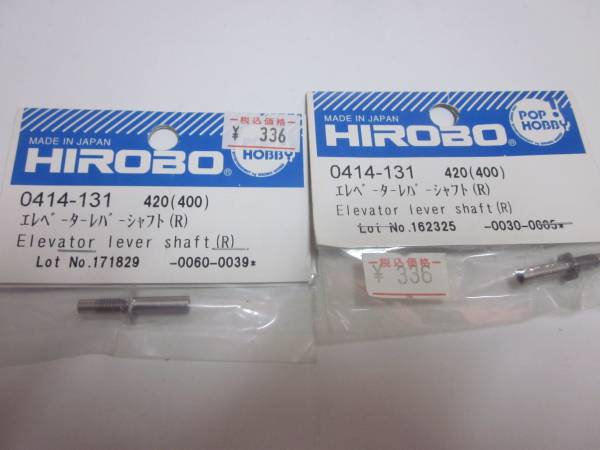 税込価格
¥ 336
MADE IN JAPAN
HIROBO®
HOBBY
0414-131 420(400)
エレベーターレバーシャフト(R)
Elevator lever shaft(R)
Lot No.171829 -0060-0039*
MADE IN JAPAN
HIROBO®
POP!
HOBBY
0414-131 420(400)
エレベーターレバーシャフト(R)
Elevator lever shaft(R)
Lot No.162325 -0030-0605*
税込価格
¥ 336